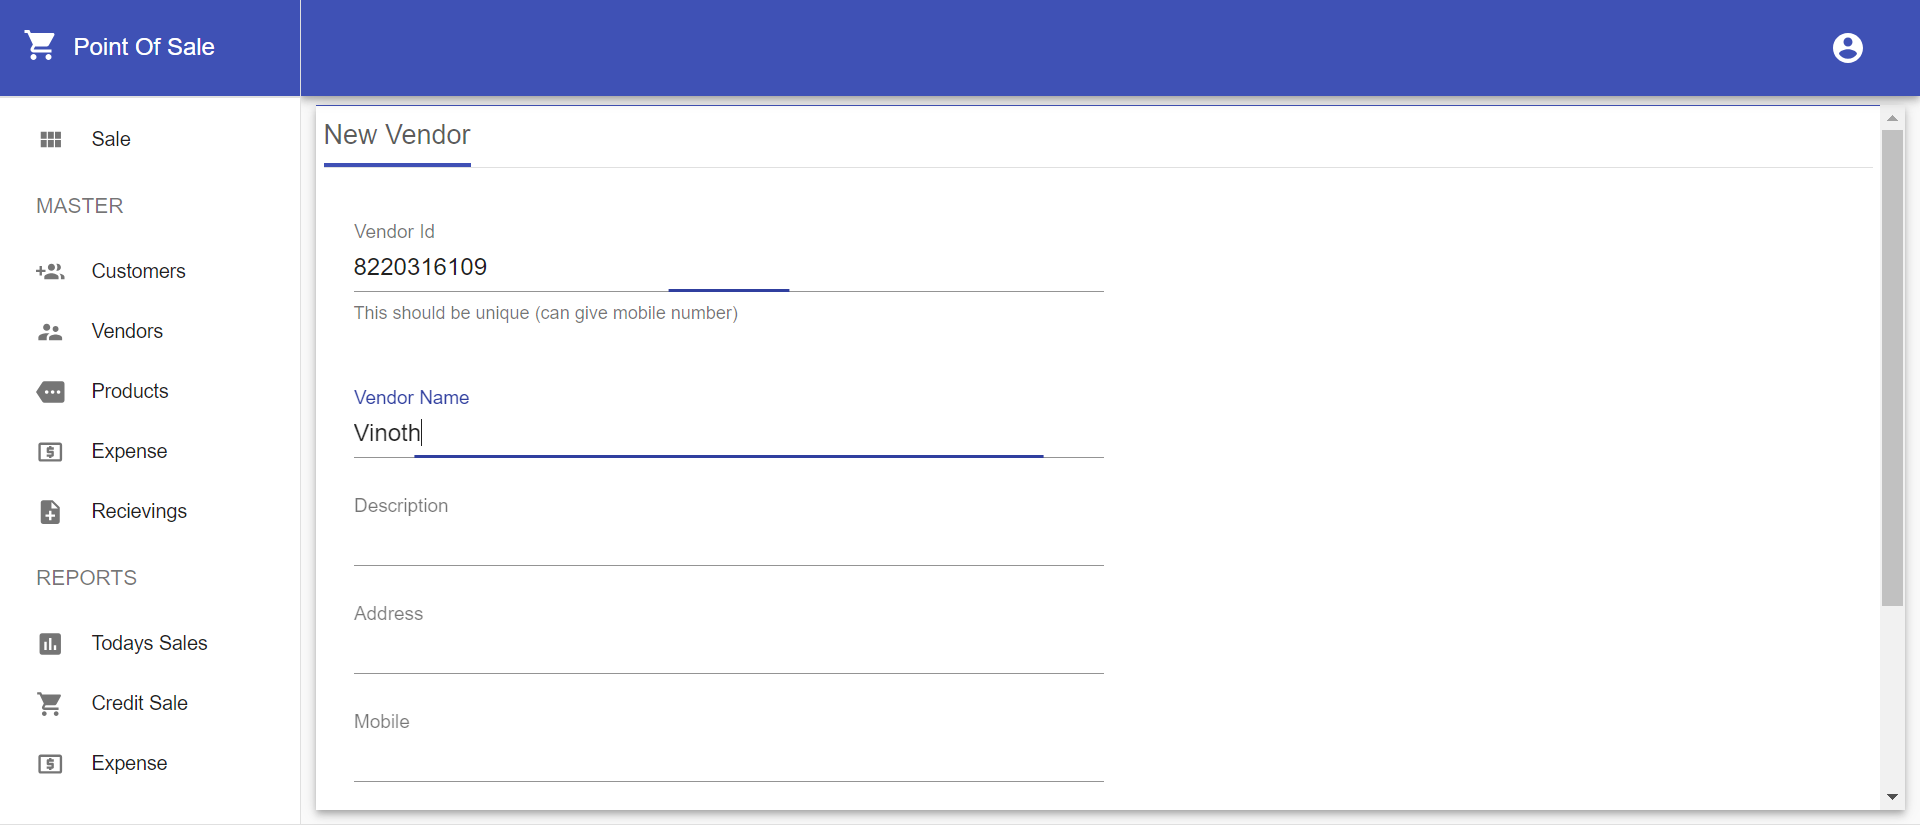 Point Of Sale
Sale
MASTER
Customers
Vendors
Products
Expense
Recievings
REPORTS
Todays Sales
Credit Sale
Expense
New Vendor
Vendor Id
8220316109
This should be unique (can give mobile number)
Vendor Name
Vinoth
Description
Address
Mobile